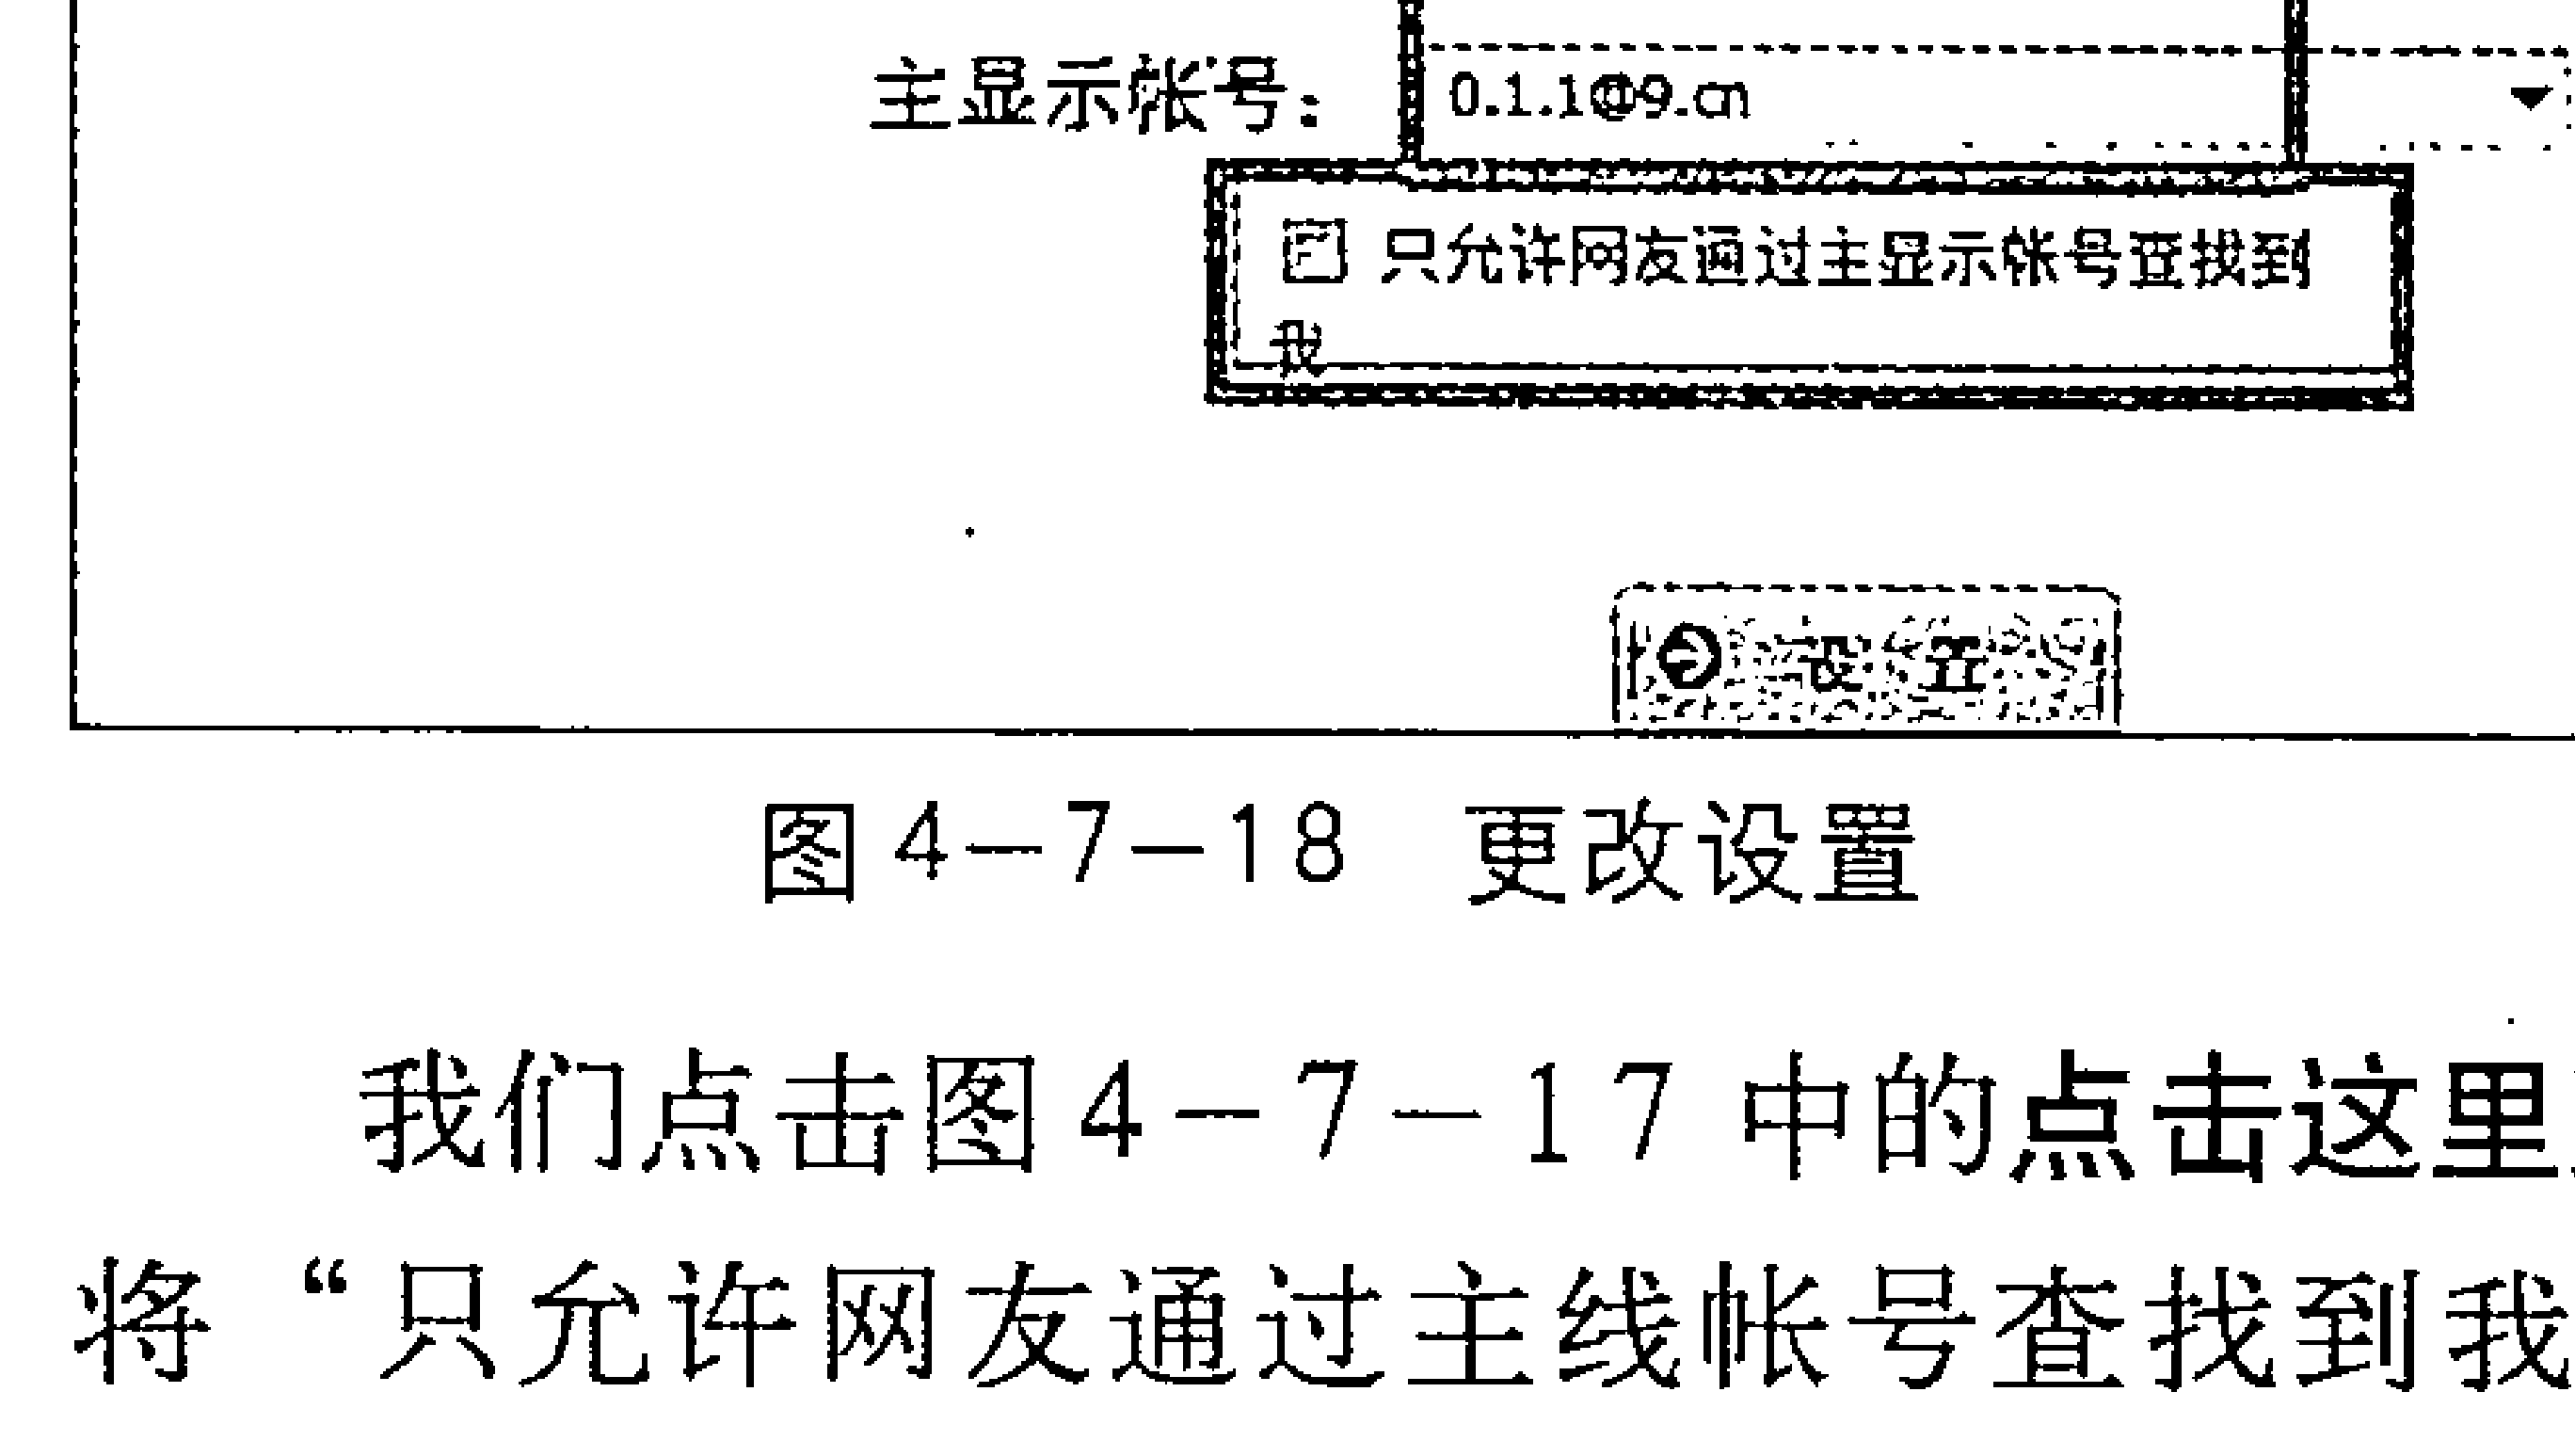 主显示帐号：
0.1.1@9.cn
只允许网友通过主显示帐号查找到
我
设 置
图 4-7-18 更改设置
我们点击图 4-7-17 中的点击这里
将 “只允许网友通过主线帐号查找到我